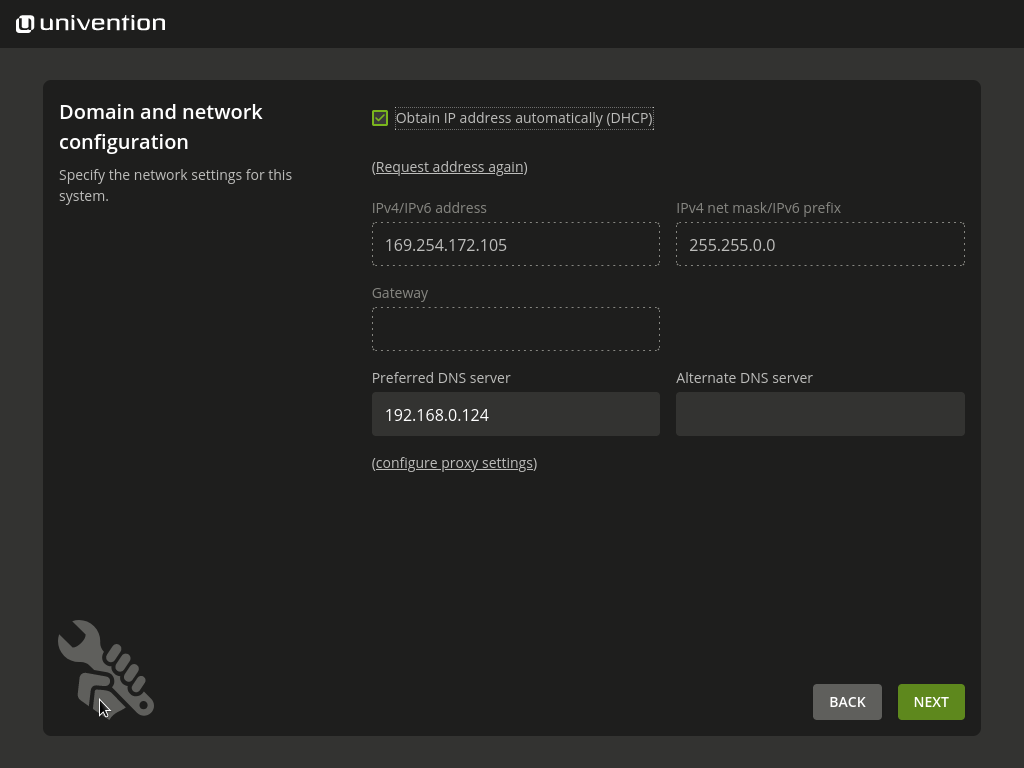 univention
Domain and network
configuration
Specify the network settings for this
system.
Obtain IP address automatically (DHCP)
(Request address again)
IPv4/IPv6 address
IPv4 net mask/IPv6 prefix
169.254.172.105
255.255.0.0
Gateway
Preferred DNS server
Alternate DNS server
192.168.0.124
(configure proxy settings)
BACK
NEXT